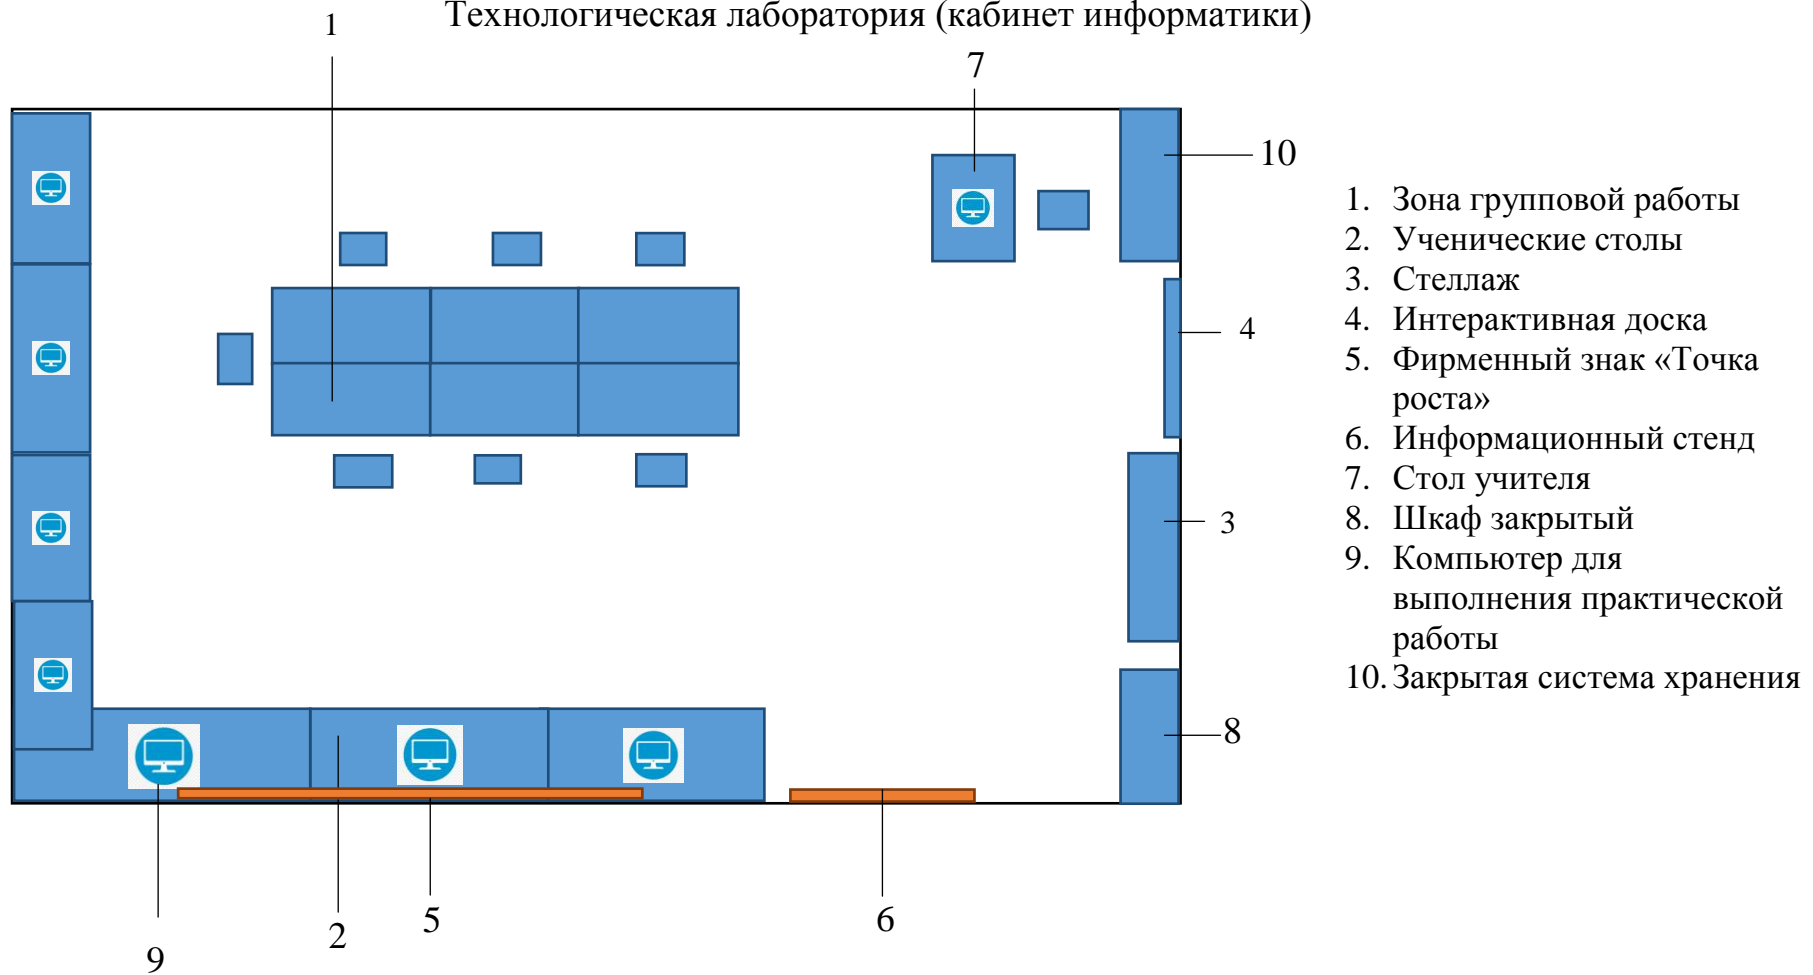 Технологическая лаборатория (кабинет информатики)
1
7
10
4
3
8
9
2
5
6
1. Зона групповой работы
2. Ученические столы
3. Стеллаж
4. Интерактивная доска
5. Фирменный знак «Точка
роста»
6. Информационный стенд
7. Стол учителя
8. Шкаф закрытый
9. Компьютер для
выполнения практической
работы
10. Закрытая система хранения